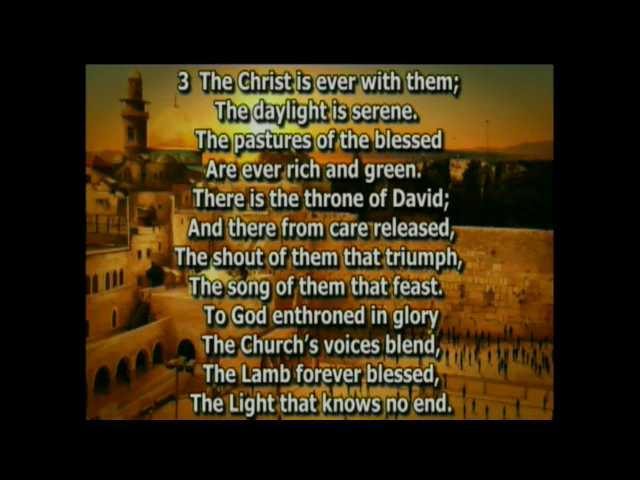 3 The Christ is ever with them;
The daylight is serene.
The pastures of the blessed
Are ever rich and green.
There is the throne of David;
And there from care released,
The shout of them that triumph,
The song of them that feast.
To God enthroned in glory
The Church's voices blend,
The Lamb forever blessed,
The Light that knows no end.